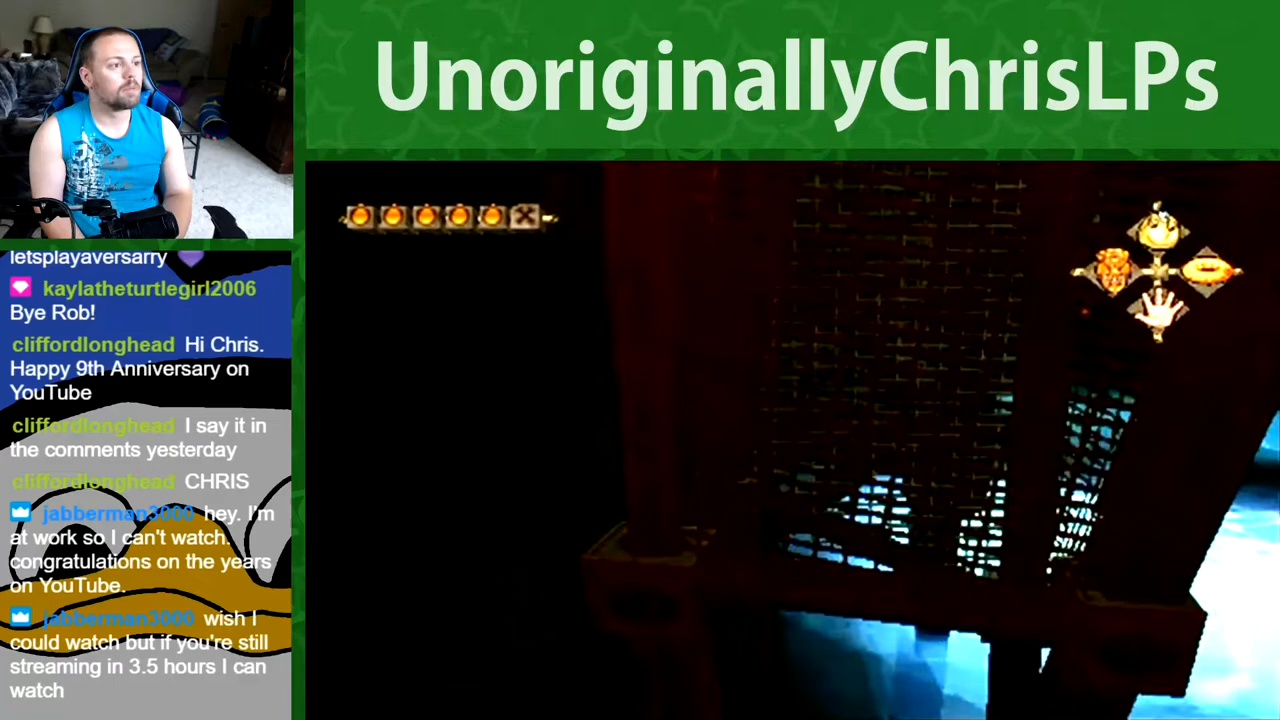 UnoriginallyChrisLPs
letsplayaversarry
kaylatheturtlegirl2006
Bye Rob!
cliffordlonghead Hi Chris.
Happy 9th Anniversary on
YouTube
cliffordlonghead I say it in
the comments yesterday
cliffordlonghead CHRIS
jabberman3000 hey. I'm
at work so I can't watch.
congratulations on the years
on YouTube.
jabberman3000 wish I
could watch but if you're still
streaming in 3.5 hours I can
watch